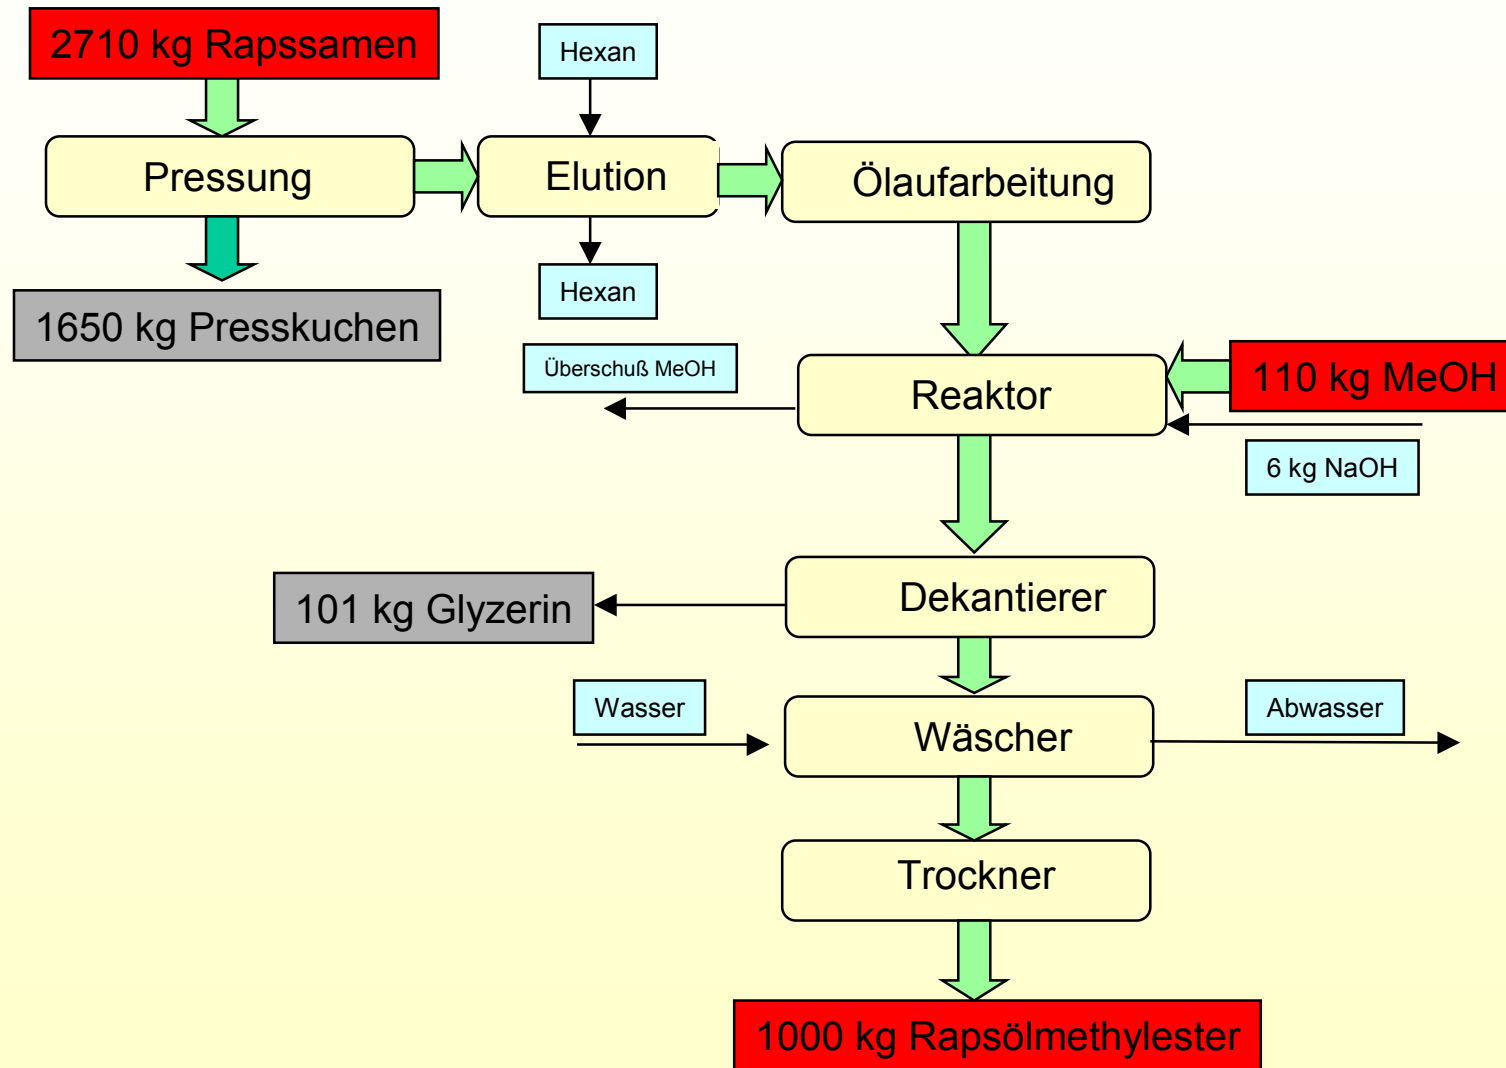 2710 kg Rapssamen
Hexan
Pressung
Elution
Ölaufarbeitung
Hexan
1650 kg Presskuchen
Überschuß MeOH
Reaktor
110 kg MeOH
6 kg NaOH
101 kg Glyzerin
Dekantierer
Wasser
Wäscher
Abwasser
Trockner
1000 kg Rapsölmethylester